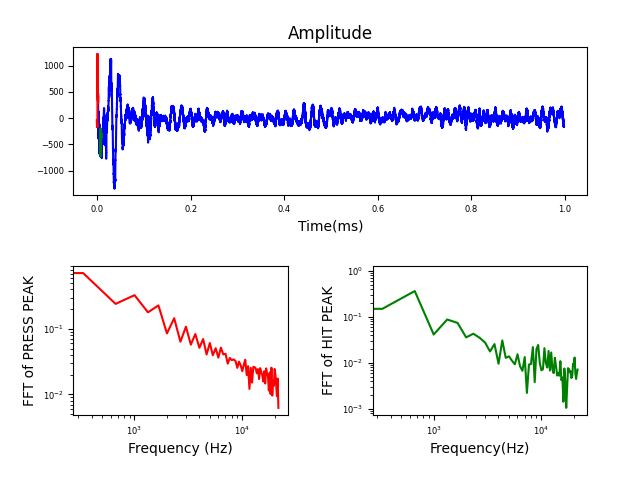 Amplitude
1000
500
0
−500
−1000
0.0 0.2 0.4 0.6 0.8 1.0
Time(ms)
FFT of PRESS PEAK
10⁻¹
10⁻²
10³ 10⁴
Frequency (Hz)
FFT of HIT PEAK
10⁰
10⁻¹
10⁻²
10⁻³
10³ 10⁴
Frequency(Hz)